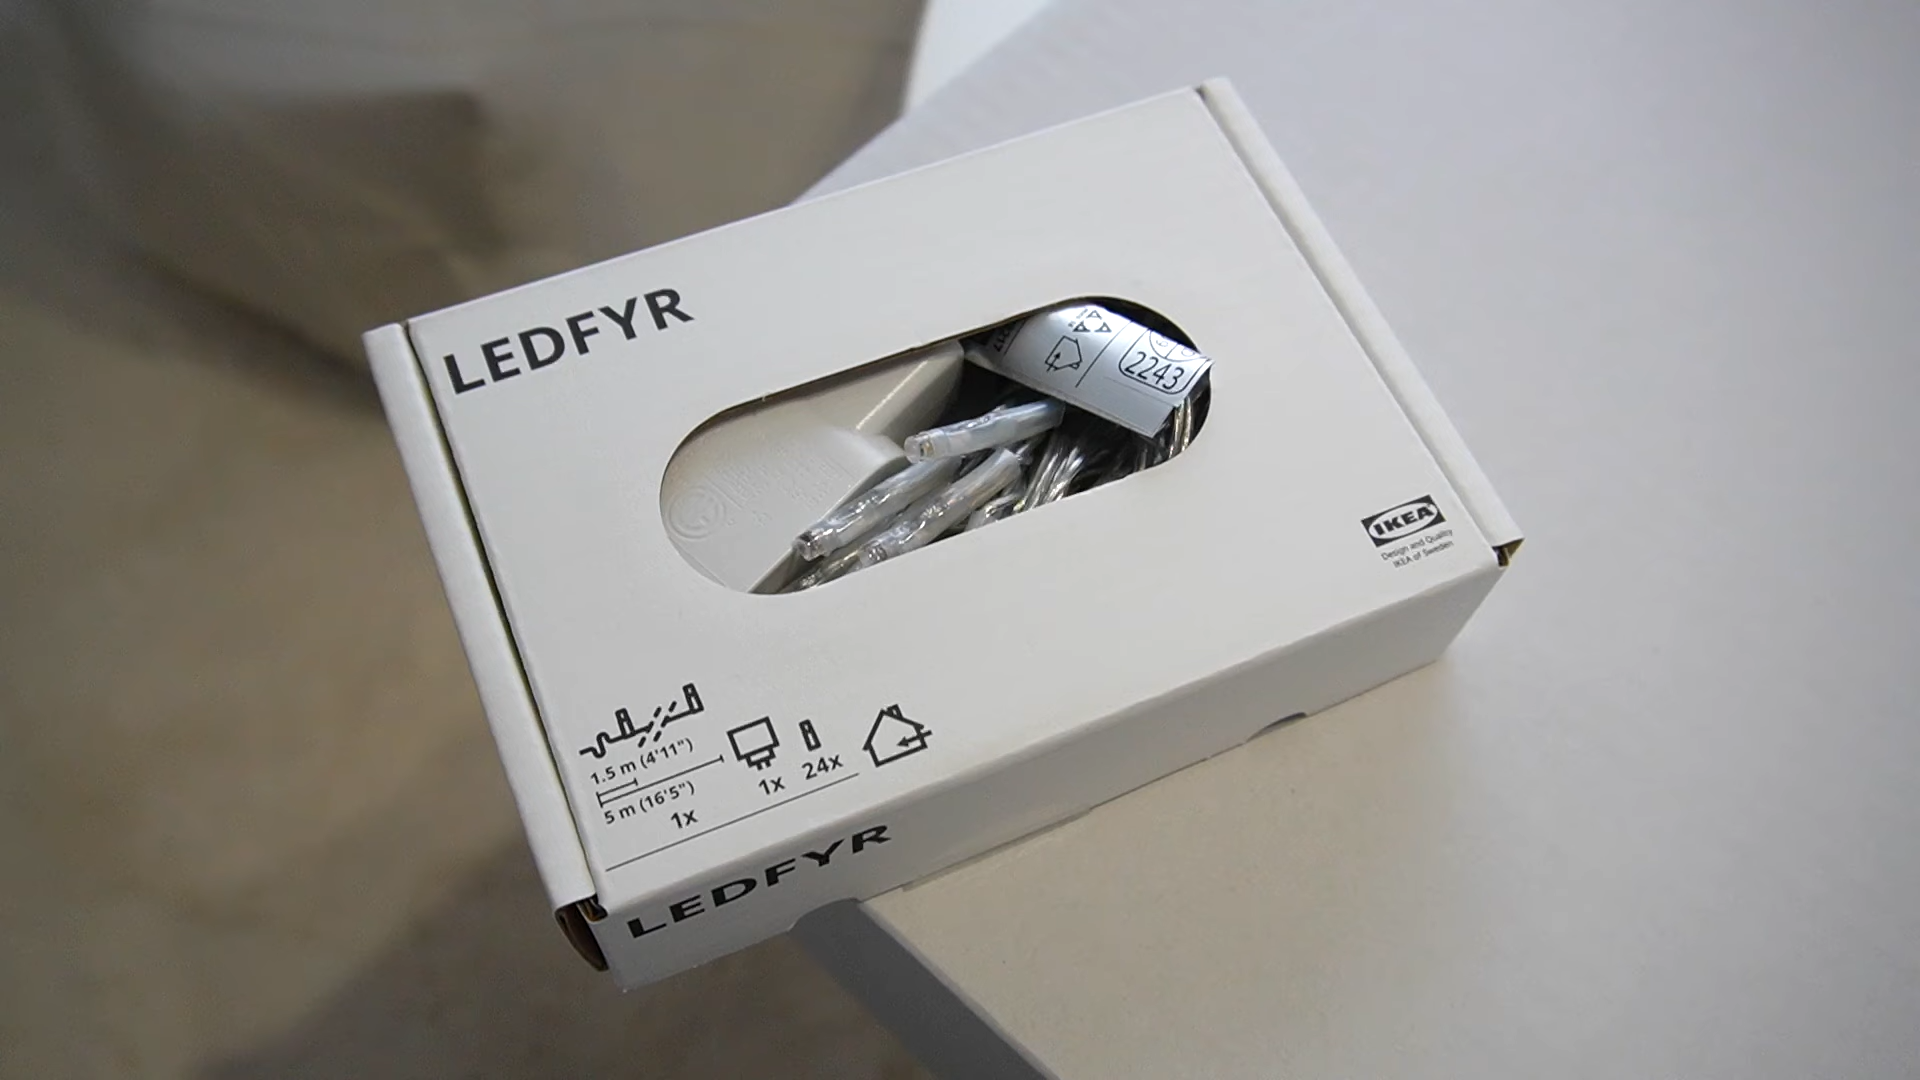 LEDFYR
2243
IKEA
Design and Quality
IKEA of Sweden
1.5 m (4'11")
5 m (16'5")
1x
1x
24x
LEDFYR